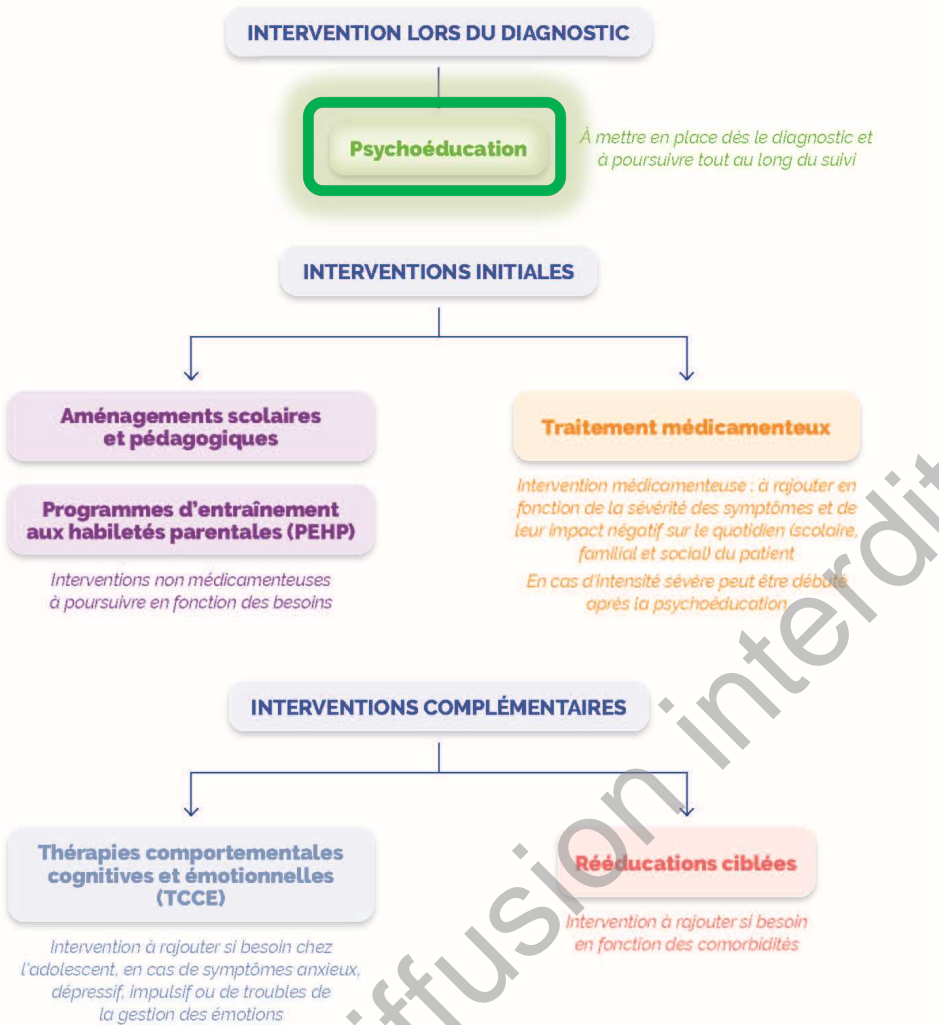 INTERVENTION LORS DU DIAGNOSTIC
Psychoéducation
À mettre en place dès le diagnostic et
à poursuivre tout au long du suivi
INTERVENTIONS INITIALES
Aménagements scolaires
et pédagogiques
Programmes d'entraînement
aux habiletés parentales (PEHP)
Interventions non médicamenteuses
à poursuivre en fonction des besoins
Traitement médicamenteux
Intervention médicamenteuse : à rajouter en
fonction de la sévérité des symptômes et de
leur impact négatif sur le quotidien (scolaire,
familial et social) du patient
En cas d'intensité sévère peut être débuté
après la psychoéducation
INTERVENTIONS COMPLÉMENTAIRES
Thérapies comportementales
cognitives et émotionnelles
(TCCE)
Intervention à rajouter si besoin chez
l'adolescent, en cas de symptômes anxieux,
dépressif, impulsif ou de troubles de
la gestion des émotions
Rééducations ciblées
Intervention à rajouter si besoin
en fonction des comorbidités